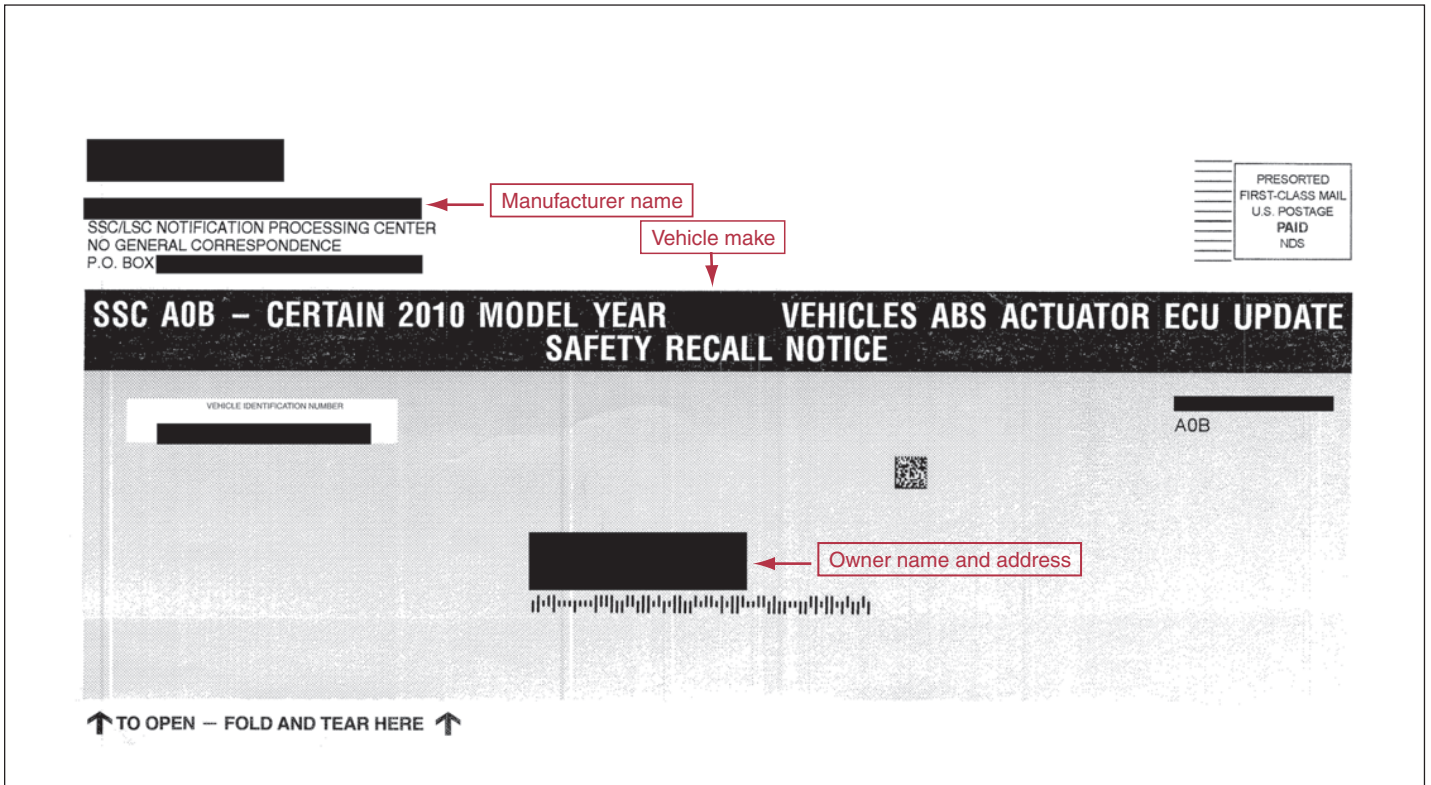 Manufacturer name
SSC/LSC NOTIFICATION PROCESSING CENTER
NO GENERAL CORRESPONDENCE
P.O. BOX
Vehicle make
PRESORTED
FIRST-CLASS MAIL
U.S. POSTAGE
PAID
NDS
SSC A0B – CERTAIN 2010 MODEL YEAR VEHICLES ABS ACTUATOR ECU UPDATE
SAFETY RECALL NOTICE
VEHICLE IDENTIFICATION NUMBER
A0B
Owner name and address
TO OPEN — FOLD AND TEAR HERE